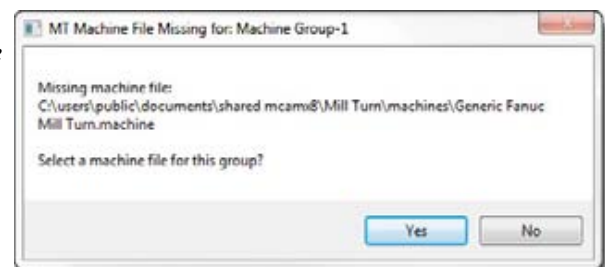 MT Machine File Missing for: Machine Group-1
Missing machine file:
C:\users\public\documents\shared mcamx8\Mill Turn\machines\Generic Fanuc
Mill Turn.machine
Select a machine file for this group?
Yes No